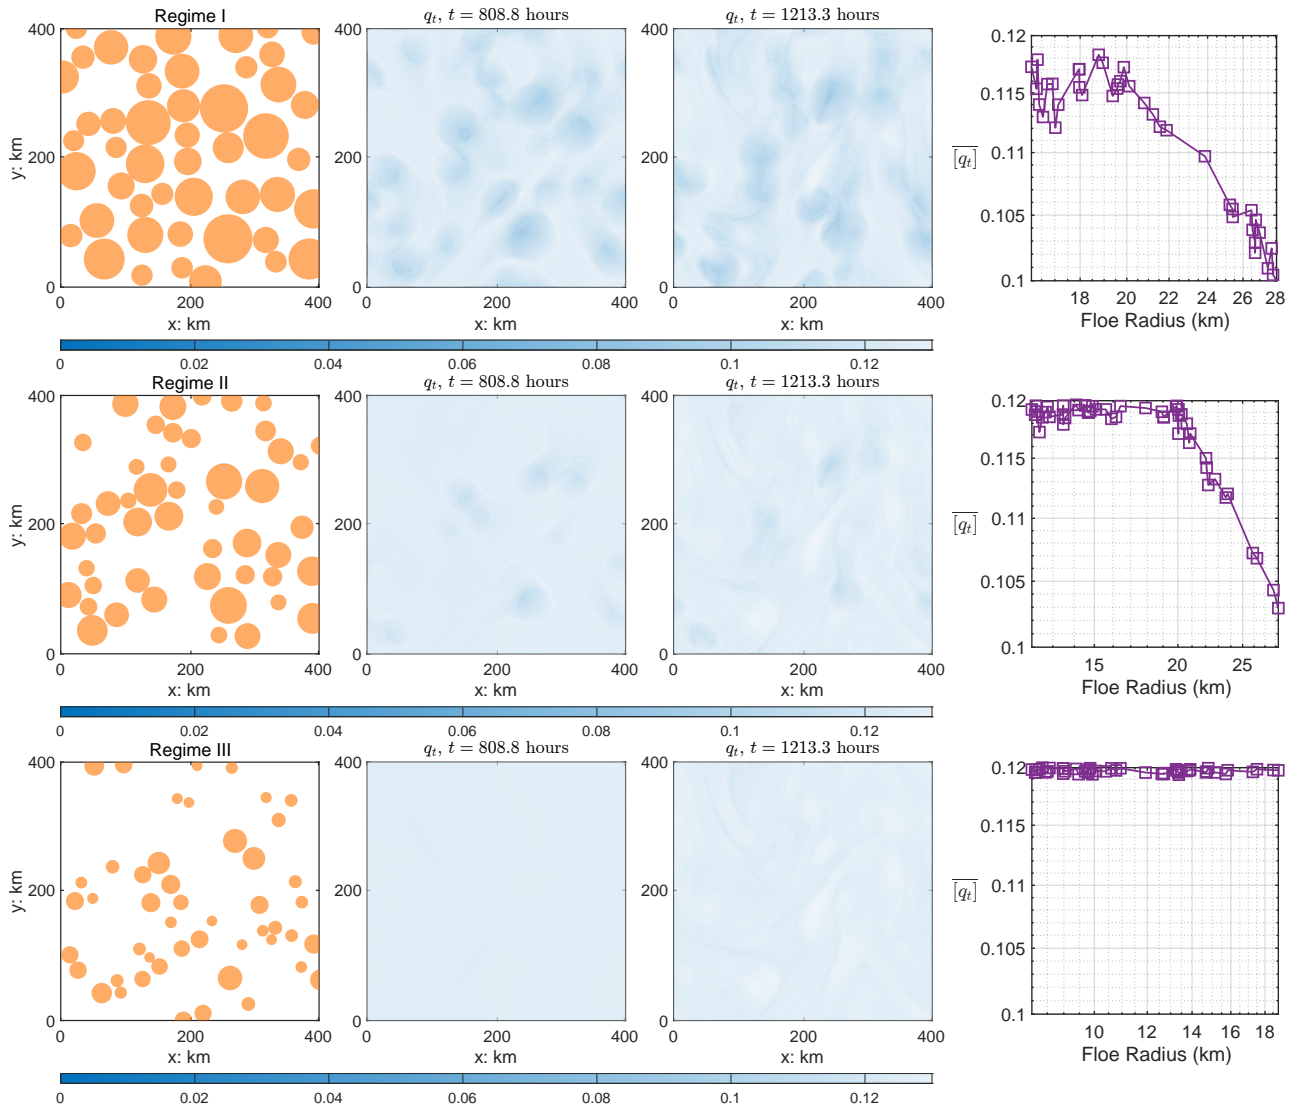 Regime I
q_t, t = 808.8 hours
q_t, t = 1213.3 hours
400
200
0
y: km
0 200 400
x: km
400
200
0
0 200 400
x: km
400
200
0
0 200 400
x: km
0.12
0.115
0.11
0.105
0.1
[q_t]
18 20 22 24 26 28
Floe Radius (km)
0 0.02 0.04 0.06 0.08 0.1 0.12
Regime II
q_t, t = 808.8 hours
q_t, t = 1213.3 hours
400
200
0
y: km
0 200 400
x: km
400
200
0
0 200 400
x: km
400
200
0
0 200 400
x: km
0.12
0.115
0.11
0.105
0.1
[q_t]
15 20 25
Floe Radius (km)
0 0.02 0.04 0.06 0.08 0.1 0.12
Regime III
q_t, t = 808.8 hours
q_t, t = 1213.3 hours
400
200
0
y: km
0 200 400
x: km
400
200
0
0 200 400
x: km
400
200
0
0 200 400
x: km
0.12
0.115
0.11
0.105
0.1
[q_t]
10 12 14 16 18
Floe Radius (km)
0 0.02 0.04 0.06 0.08 0.1 0.12